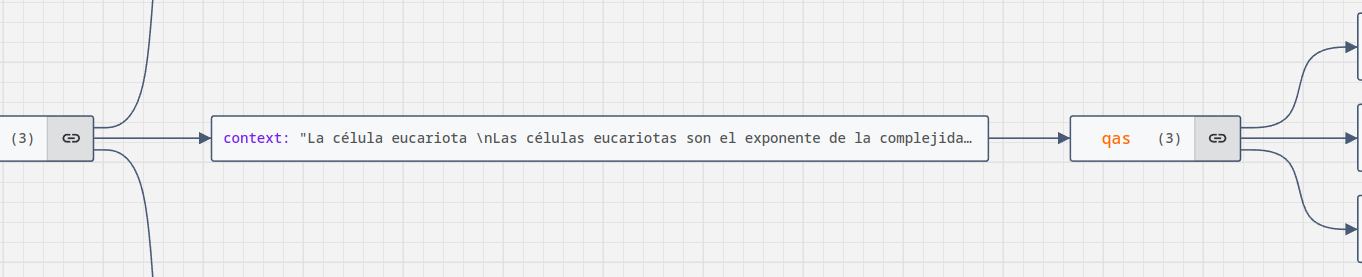 (3)
context: "La célula eucariota \nLas células eucariotas son el exponente de la complejida…
qas (3)